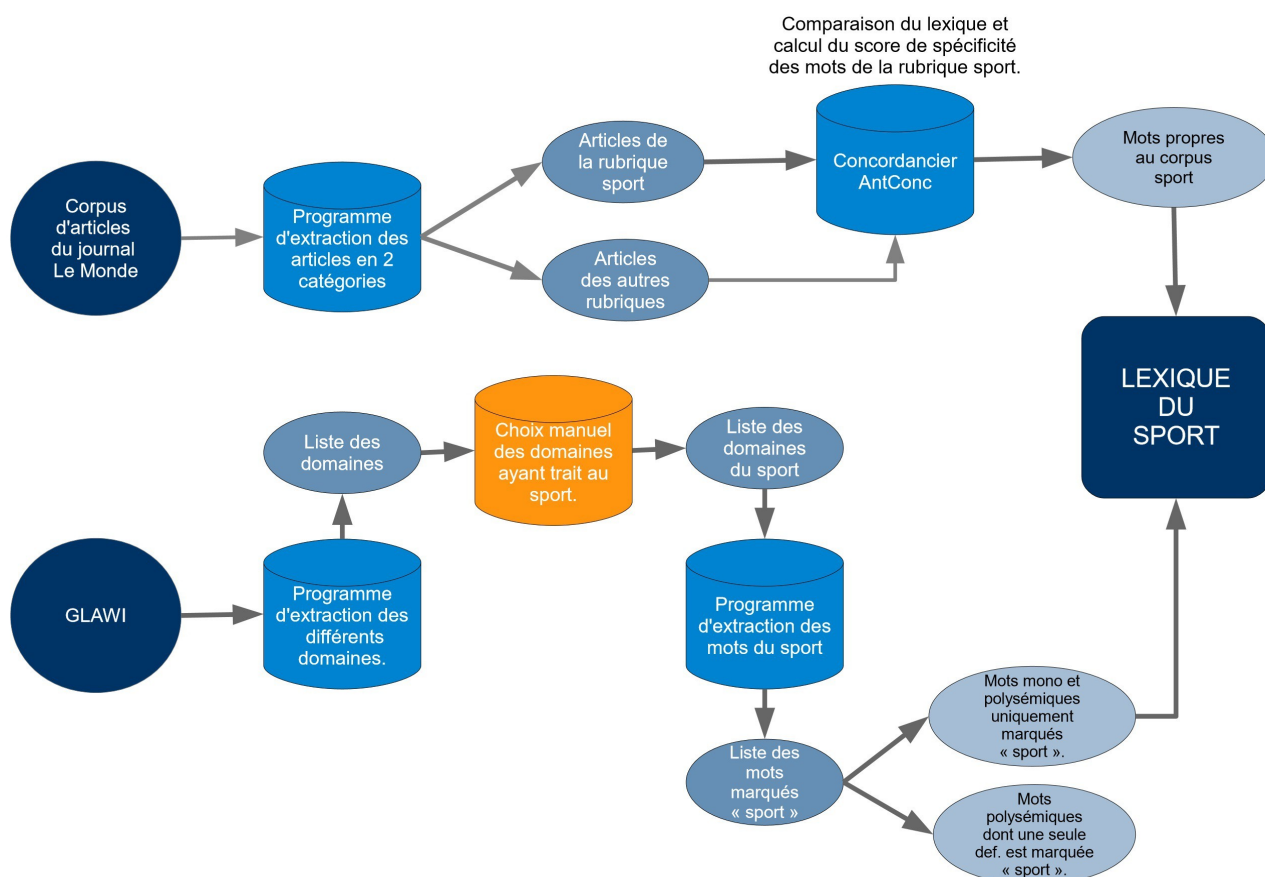 Comparaison du lexique et
calcul du score de spécificité
des mots de la rubrique sport.
Corpus
d'articles
du journal
Le Monde
Programme
d'extraction des
articles en 2
catégories
Articles de
la rubrique
sport
Articles
des autres
rubriques
Concordancier
AntConc
Mots propres
au corpus
sport
LEXIQUE
DU
SPORT
GLAWI
Programme
d'extraction des
différents
domaines.
Liste des
domaines
Choix manuel
des domaines
ayant trait au
sport.
Liste des
domaines
du sport
Programme
d'extraction des
mots du sport
Liste des
mots
marqués
« sport »
Mots mono et
polysémiques
uniquement
marqués
« sport ».
Mots
polysémiques
dont une seule
def. est marquée
« sport ».